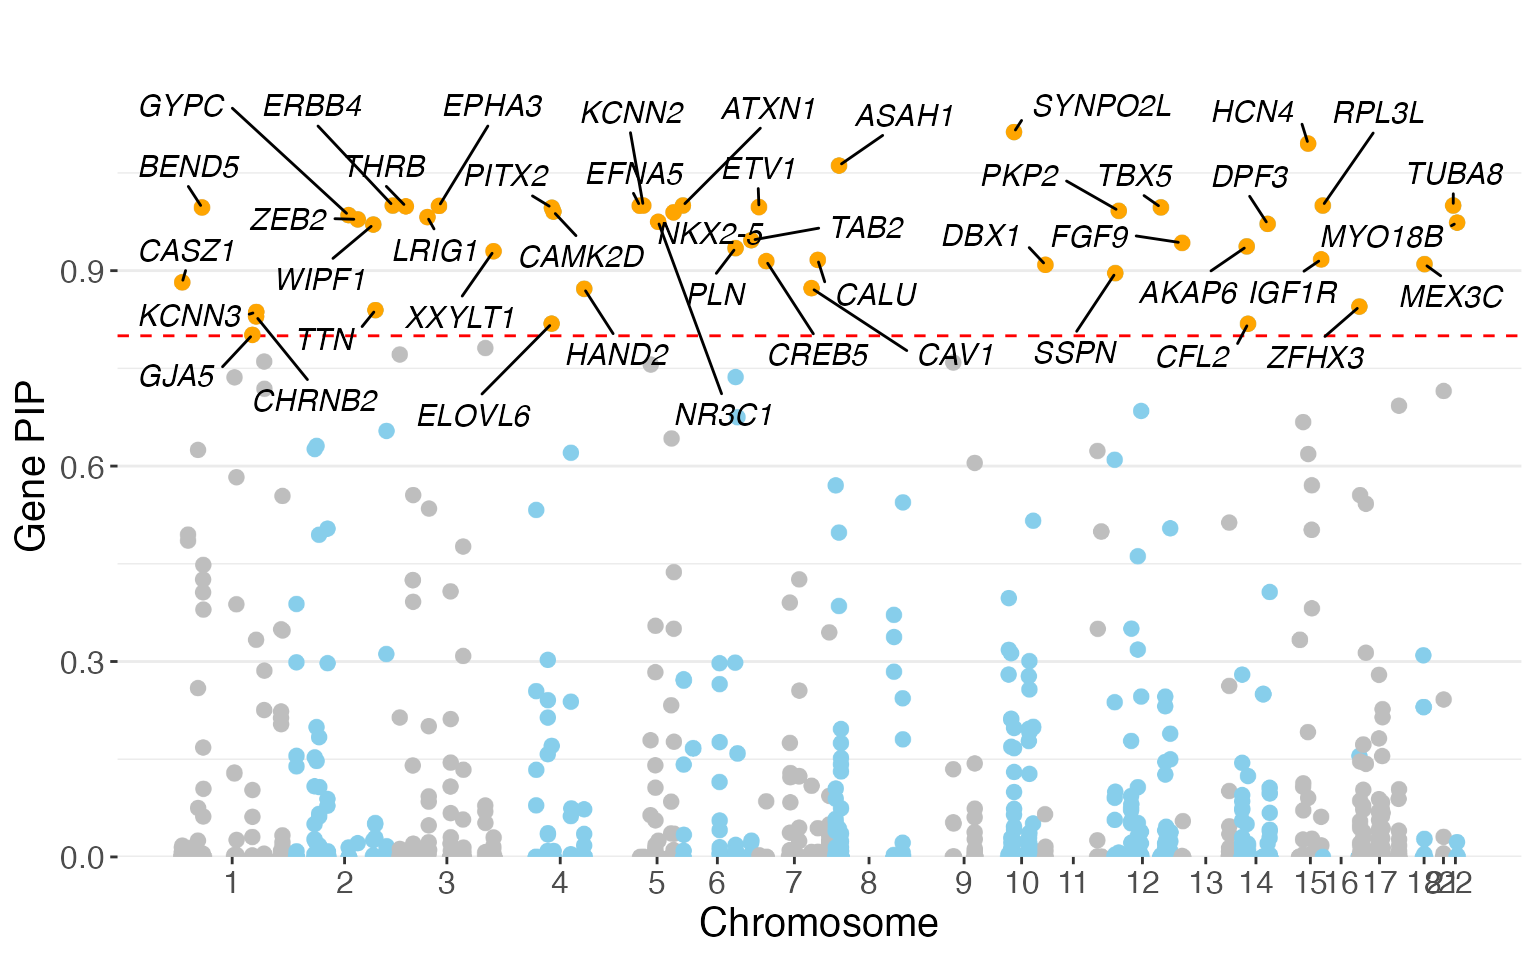 GYPC ERBB4 EPHA3 KCNN2 ATXN1 ASAH1 SYNPO2L HCN4 RPL3L
BEND5 THRB PITX2 EFNA5 ETV1 PKP2 TBX5 DPF3 TUBA8
ZEB2 NKX2-5 TAB2 DBX1 FGF9 MYO18B
CASZ1 LRIG1 CAMK2D
0.9
WIPF1 PLN CALU AKAP6 IGF1R MEX3C
KCNN3 TTN XXYLT1
GJA5 HAND2 CREB5 CAV1 SSPN CFL2 ZFHX3
CHRNB2 ELOVL6 NR3C1
0.6
Gene PIP
0.3
0.0
1 2 3 4 5 6 7 8 9 10 11 12 13 14 15 16 17 18 21 22
Chromosome